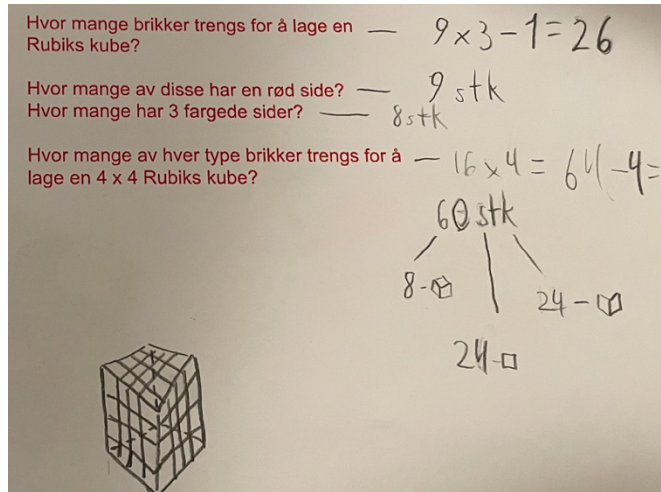 Hvor mange brikker trengs for å lage en — 9 x 3 - 1 = 26
Rubiks kube?
Hvor mange av disse har en rød side? — 9 stk
Hvor mange har 3 fargede sider? — 8 stk
Hvor mange av hver type brikker trengs for å — 16 x 4 = 64 - 4 =
lage en 4 x 4 Rubiks kube?
60 stk
8 -
24 -
24 -